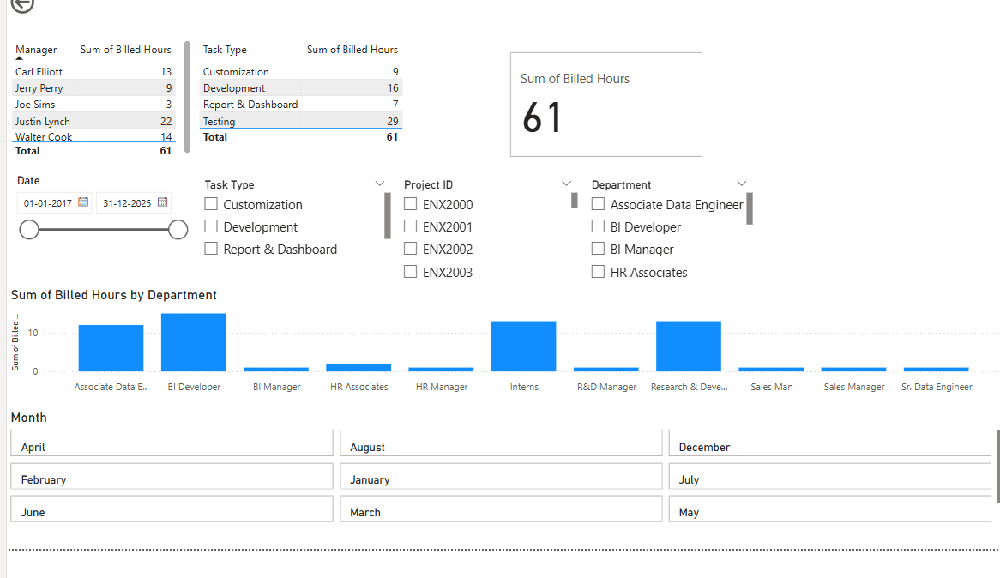 Manager Sum of Billed Hours
Carl Elliott 13
Jerry Perry 9
Joe Sims 3
Justin Lynch 22
Walter Cook 14
Total 61
Task Type Sum of Billed Hours
Customization 9
Development 16
Report & Dashboard 7
Testing 29
Total 61
Sum of Billed Hours
61
Date
01-01-2017 31-12-2025
Task Type
Customization
Development
Report & Dashboard
Project ID
ENX2000
ENX2001
ENX2002
ENX2003
Department
Associate Data Engineer
BI Developer
BI Manager
HR Associates
Sum of Billed Hours by Department
Sum of Billed ...
10
0
Associate Data E... BI Developer BI Manager HR Associates HR Manager Interns R&D Manager Research & Deve... Sales Man Sales Manager Sr. Data Engineer
Month
April August December
February January July
June March May